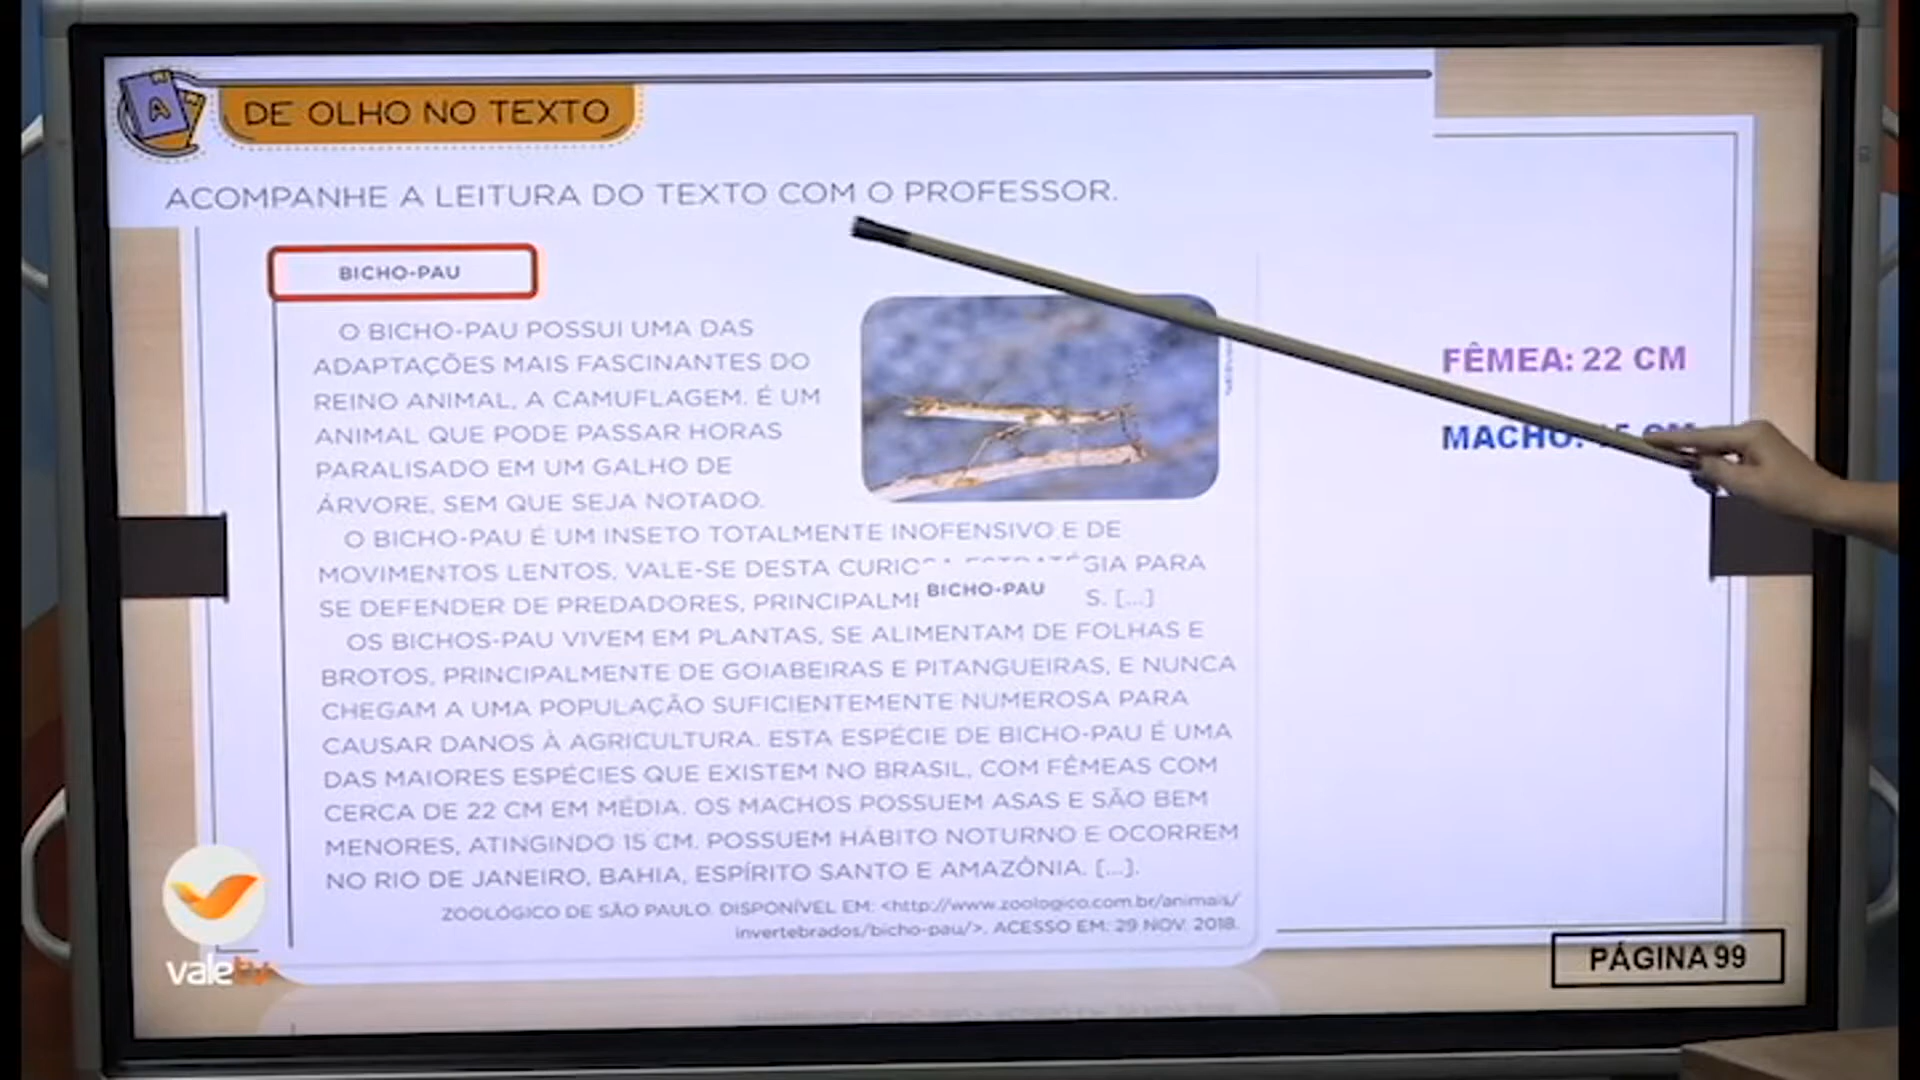 A
DE OLHO NO TEXTO
ACOMPANHE A LEITURA DO TEXTO COM O PROFESSOR.
BICHO-PAU
O BICHO-PAU POSSUI UMA DAS
ADAPTAÇÕES MAIS FASCINANTES DO
REINO ANIMAL, A CAMUFLAGEM. É UM
ANIMAL QUE PODE PASSAR HORAS
PARALISADO EM UM GALHO DE
ÁRVORE, SEM QUE SEJA NOTADO.
O BICHO-PAU É UM INSETO TOTALMENTE INOFENSIVO E DE
MOVIMENTOS LENTOS, VALE-SE DESTA PARA
SE DEFENDER DE PREDADORES, S. [...]
BICHO-PAU
OS BICHOS-PAU VIVEM EM PLANTAS, SE ALIMENTAM DE FOLHAS E
BROTOS, PRINCIPALMENTE DE GOIABEIRAS E PITANGUEIRAS, E NUNCA
CHEGAM A UMA POPULAÇÃO SUFICIENTEMENTE NUMEROSA PARA
CAUSAR DANOS À AGRICULTURA. ESTA ESPÉCIE DE BICHO-PAU É UMA
DAS MAIORES ESPÉCIES QUE EXISTEM NO BRASIL, COM FÊMEAS COM
CERCA DE 22 CM EM MÉDIA. OS MACHOS POSSUEM ASAS E SÃO BEM
MENORES, ATINGINDO 15 CM. POSSUEM HÁBITO NOTURNO E OCORREM
NO RIO DE JANEIRO, BAHIA, ESPÍRITO SANTO E AMAZÔNIA. [...].
ZOOLÓGICO DE SÃO PAULO. DISPONÍVEL EM: <http://www.zoologico.com.br/animais/
invertebrados/bicho-pau/>. ACESSO EM: 29 NOV. 2018.
FÊMEA: 22 CM
MACHO: 15 CM
PÁGINA 99
valetv